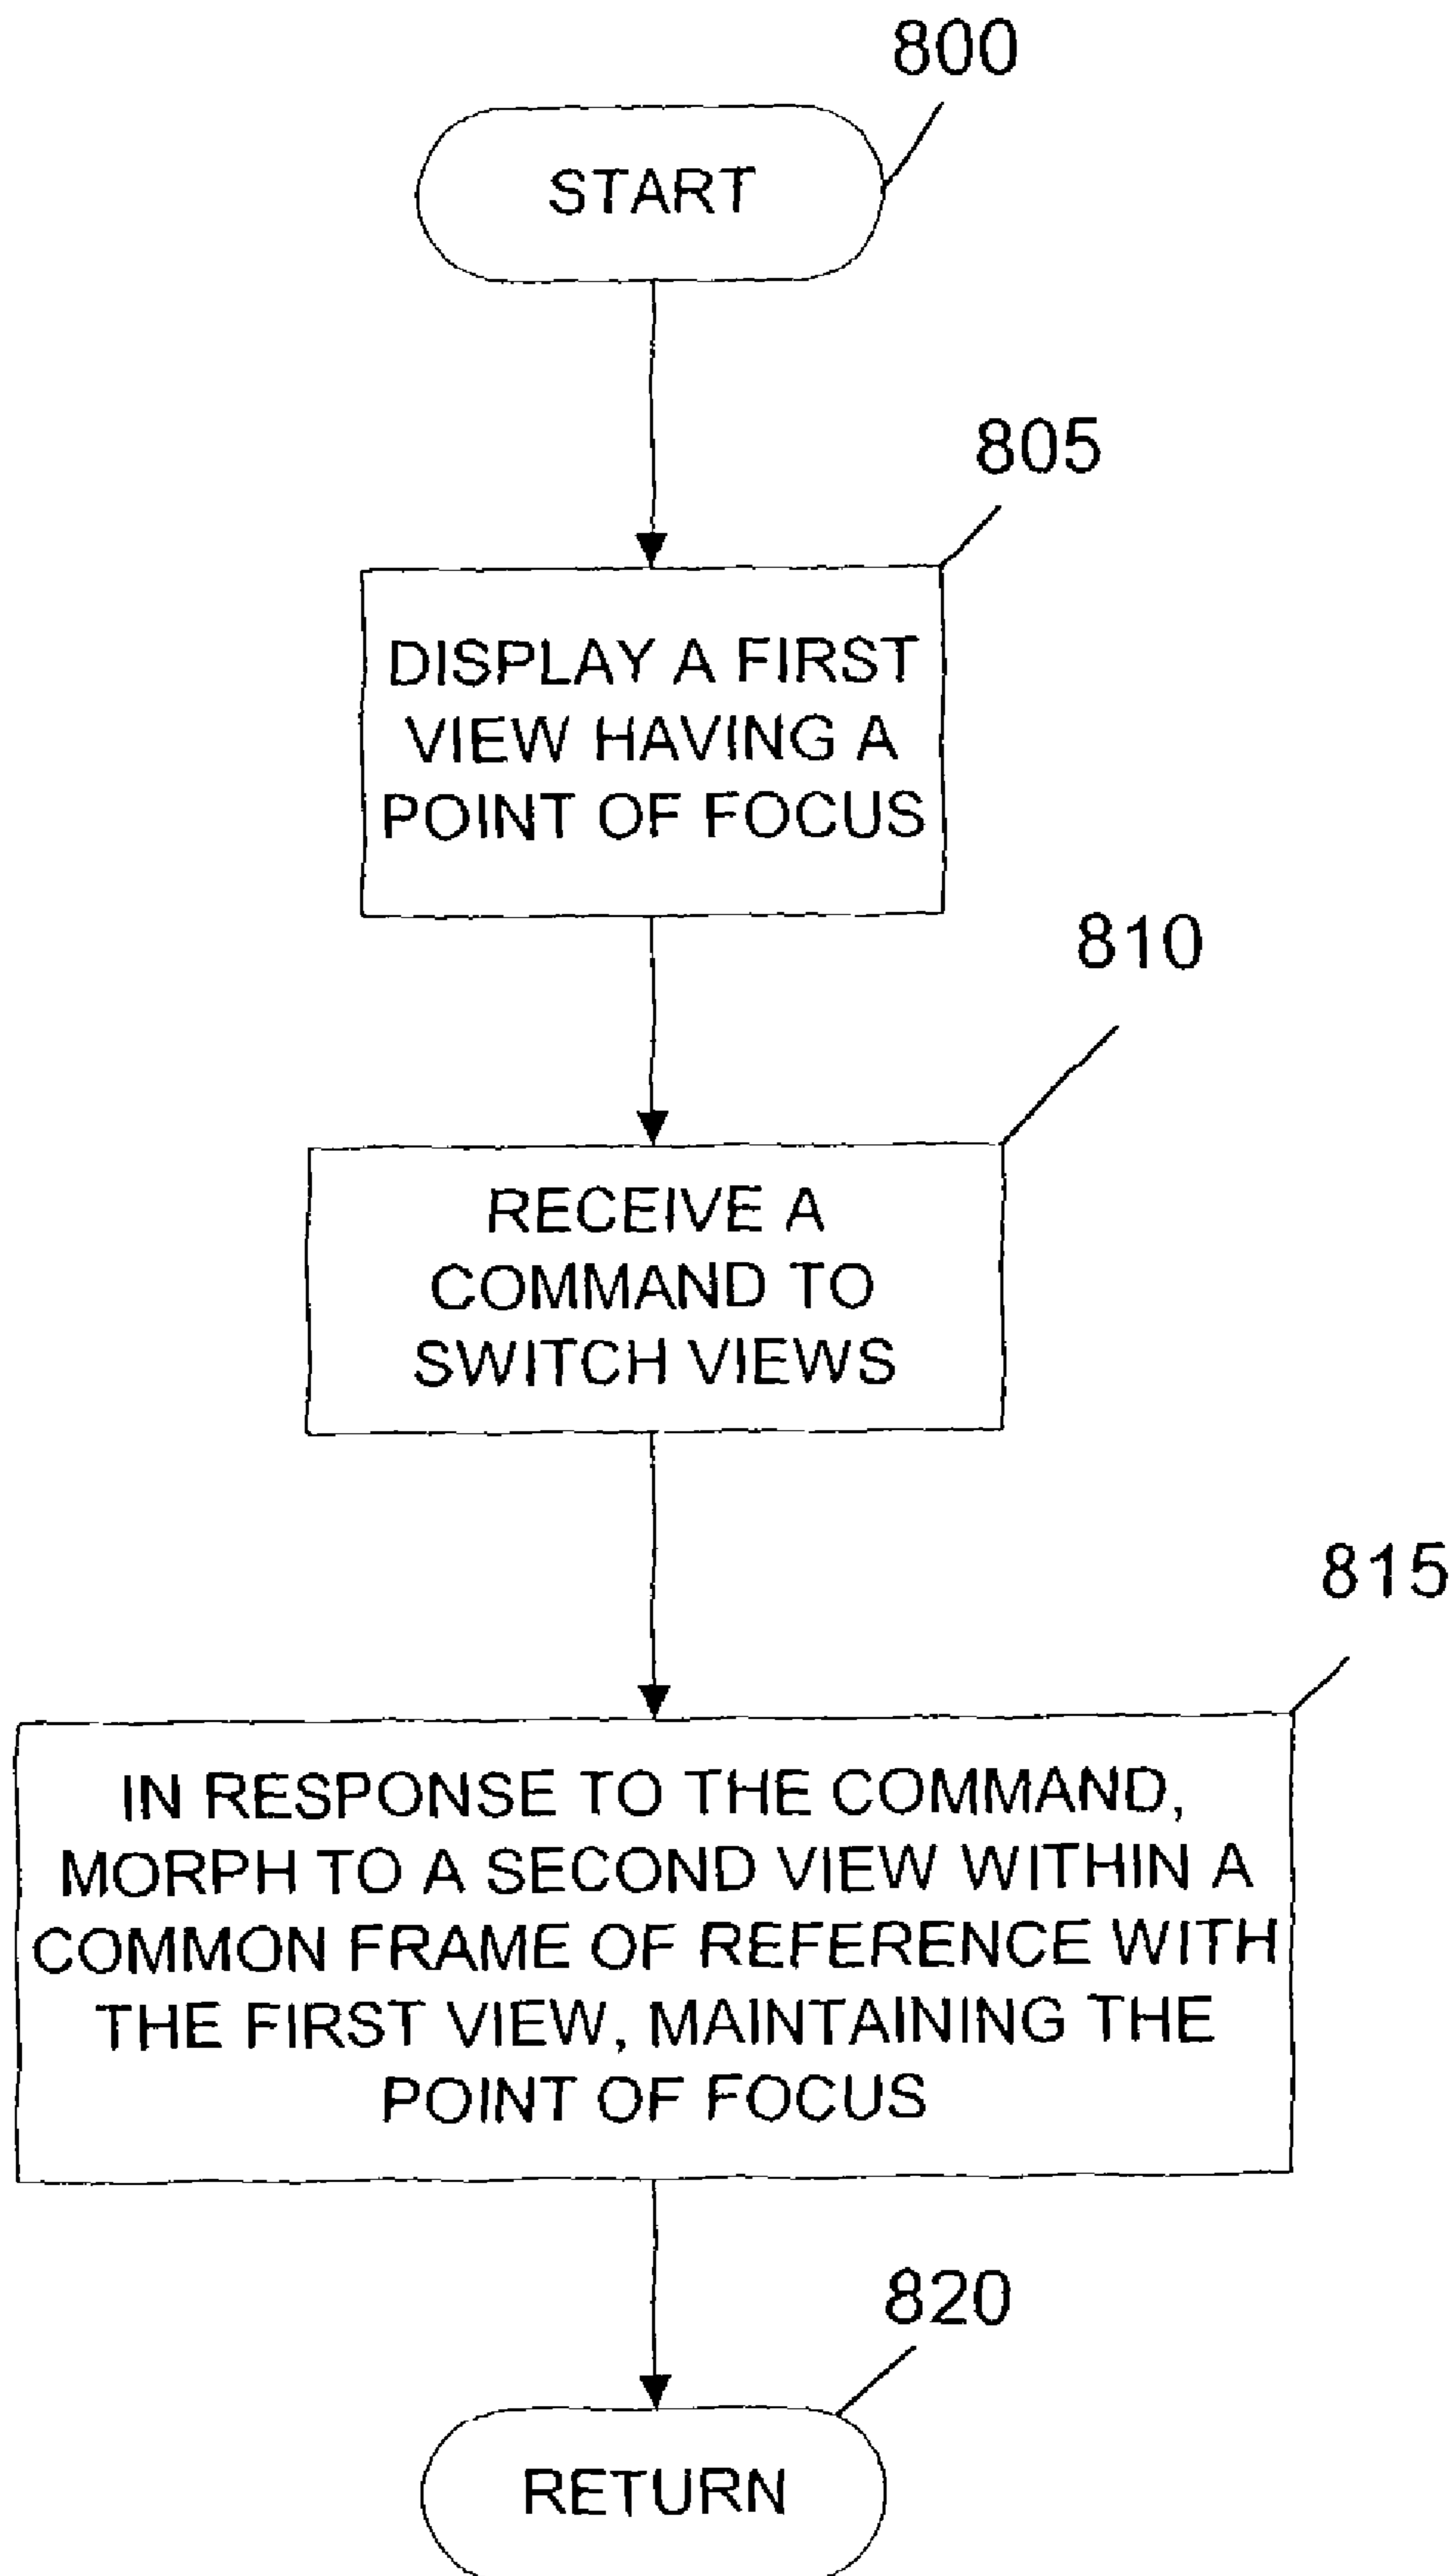 800
START
805
DISPLAY A FIRST
VIEW HAVING A
POINT OF FOCUS
810
RECEIVE A
COMMAND TO
SWITCH VIEWS
815
IN RESPONSE TO THE COMMAND,
MORPH TO A SECOND VIEW WITHIN A
COMMON FRAME OF REFERENCE WITH
THE FIRST VIEW, MAINTAINING THE
POINT OF FOCUS
820
RETURN